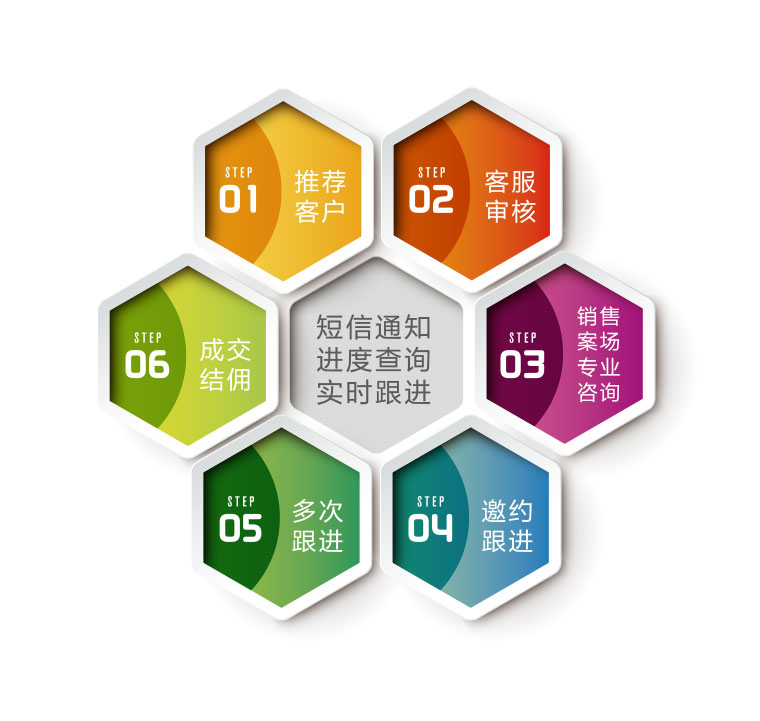 STEP
01
推荐
客户
STEP
02
客服
审核
STEP
03
销售
案场
专业
咨询
STEP
04
邀约
跟进
STEP
05
多次
跟进
STEP
06
成交
结佣
短信通知
进度查询
实时跟进